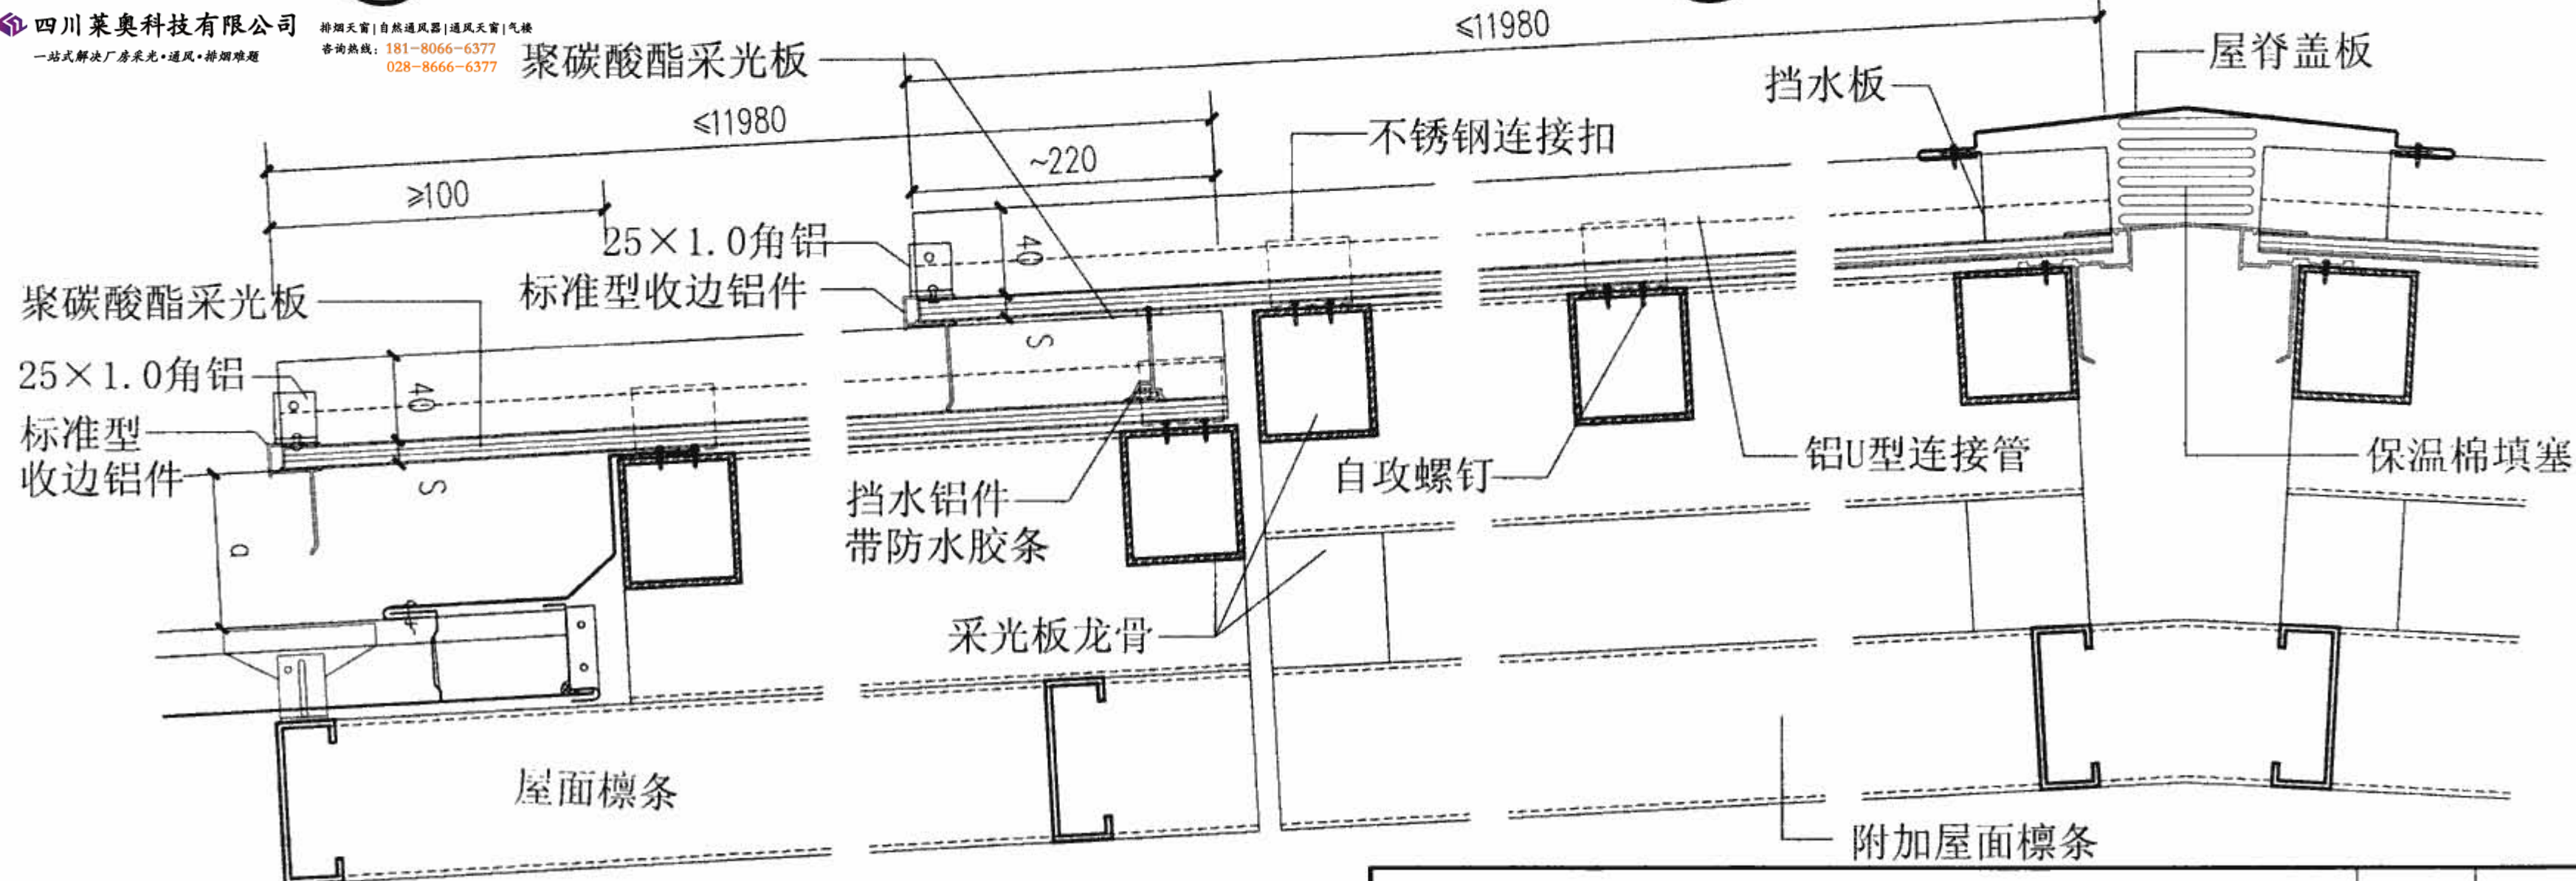 四川莱奥科技有限公司
一站式解决厂房采光·通风·排烟难题
排烟天窗|自然通风器|通风天窗|气楼
咨询热线：181-8066-6377
028-8666-6377
聚碳酸酯采光板
≤11980
屋脊盖板
挡水板
≤11980
不锈钢连接扣
~220
≥100
25×1.0角铝
40
标准型收边铝件
聚碳酸酯采光板
S
25×1.0角铝
40
标准型
收边铝件
S
a
挡水铝件
带防水胶条
自攻螺钉
铝U型连接管
保温棉填塞
采光板龙骨
屋面檩条
附加屋面檩条